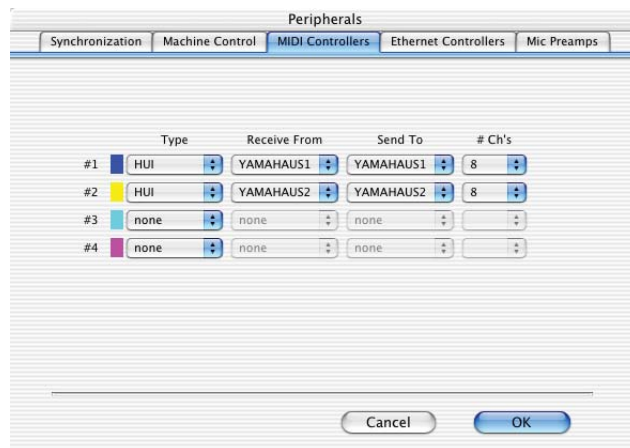 Peripherals
Synchronization Machine Control MIDI Controllers Ethernet Controllers Mic Preamps
Type Receive From Send To # Ch's
#1 HUI YAMAHAUS1 YAMAHAUS1 8
#2 HUI YAMAHAUS2 YAMAHAUS2 8
#3 none none none
#4 none none none
Cancel OK